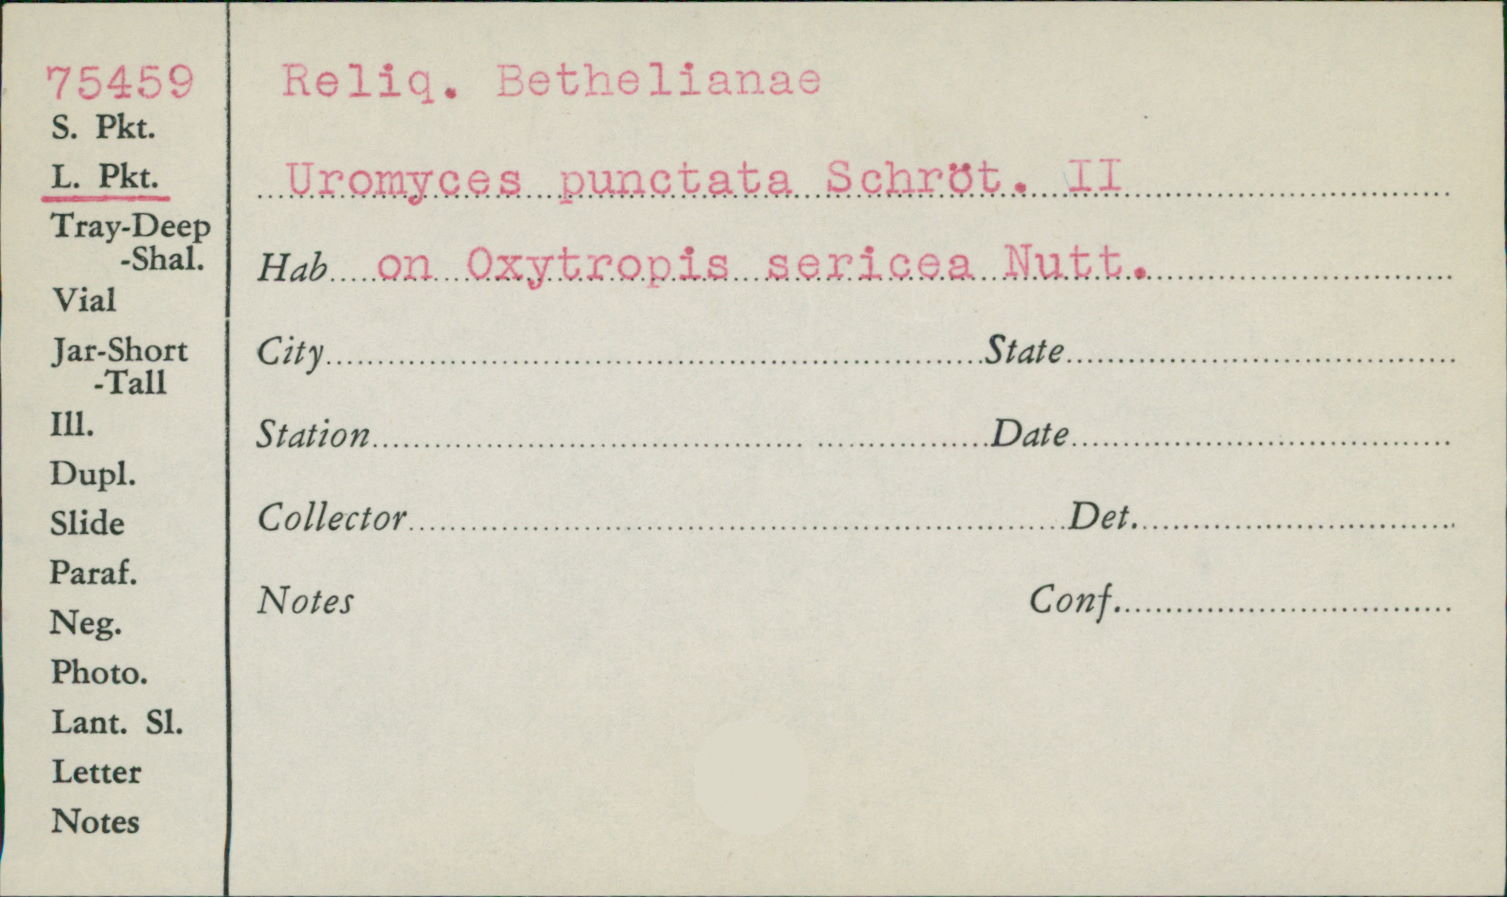 75459
S. Pkt.
L. Pkt.
Tray-Deep
-Shal.
Vial
Jar-Short
-Tall
Ill.
Dupl.
Slide
Paraf.
Neg.
Photo.
Lant. Sl.
Letter
Notes
Reliq. Bethelianae
Uromyces punctata Schröt. II
Hab on Oxytropis sericea Nutt.
City State
Station Date
Collector Det.
Notes Conf.